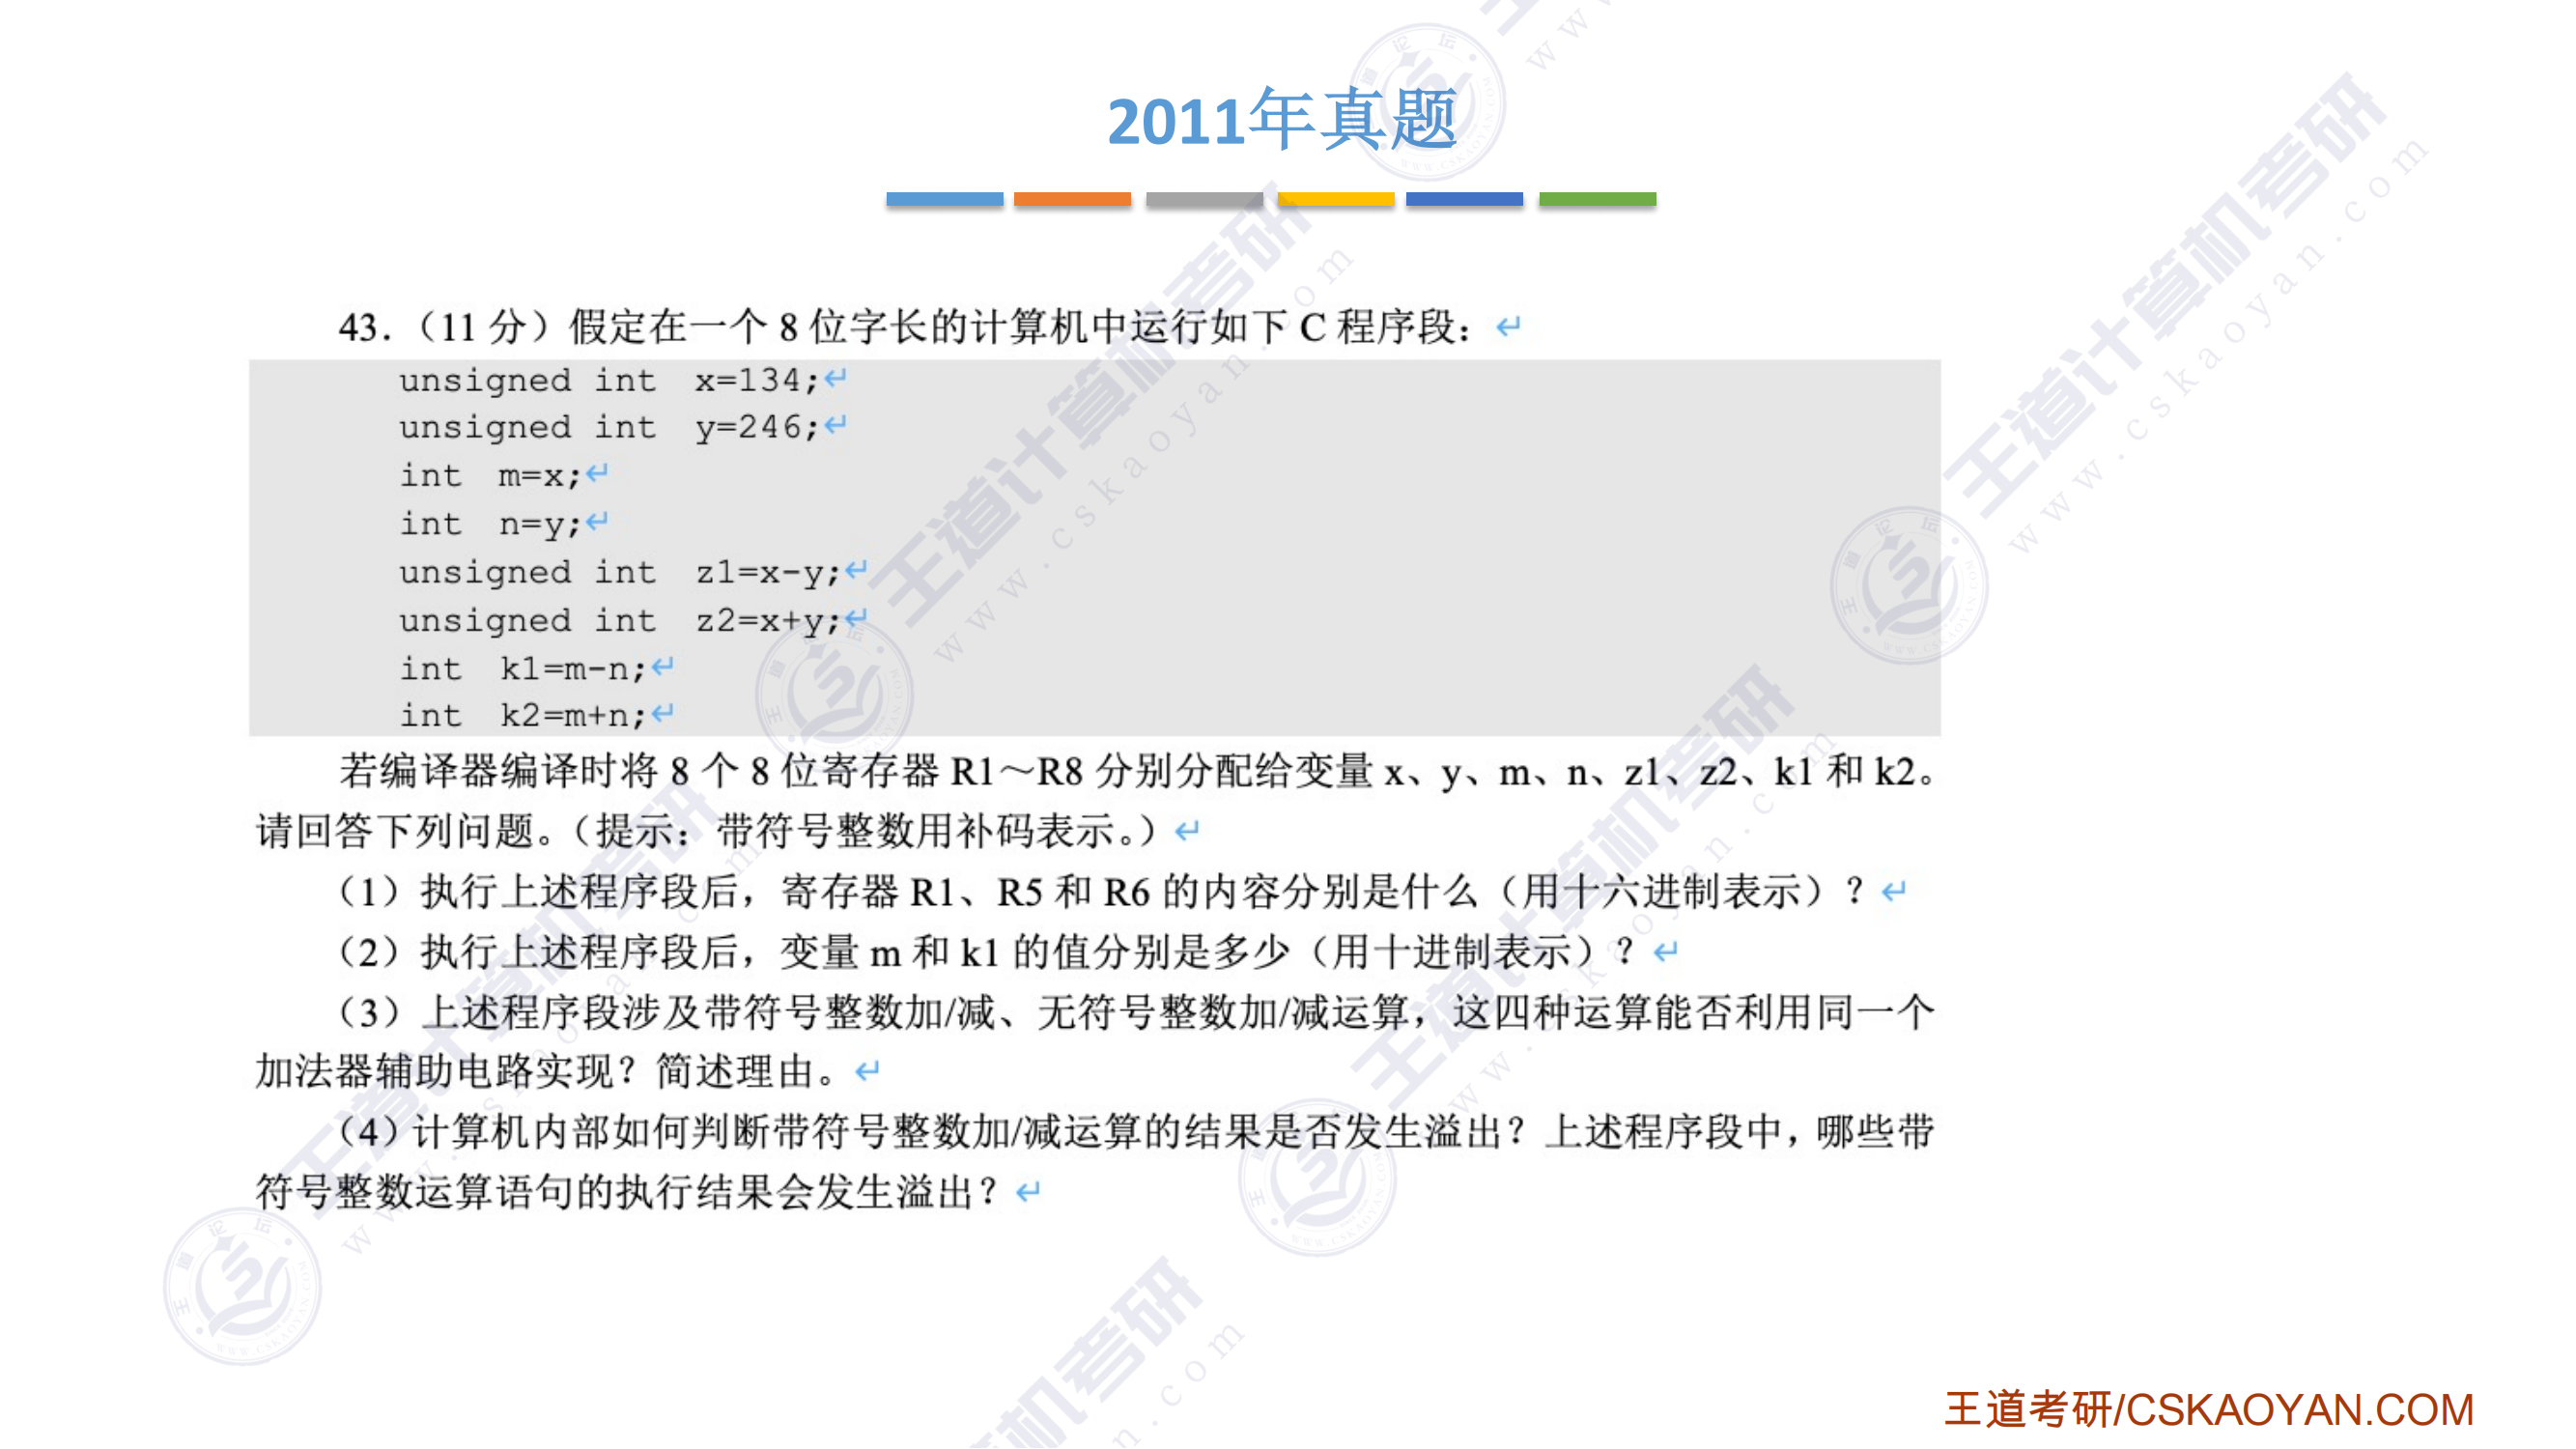 2011年真题
43.（11 分）假定在一个 8 位字长的计算机中运行如下 C 程序段：↵
unsigned int  x=134;↵
unsigned int  y=246;↵
int  m=x;↵
int  n=y;↵
unsigned int  z1=x-y;↵
unsigned int  z2=x+y;↵
int  k1=m-n;↵
int  k2=m+n;↵
若编译器编译时将 8 个 8 位寄存器 R1～R8 分别分配给变量 x、y、m、n、z1、z2、k1 和 k2。
请回答下列问题。（提示：带符号整数用补码表示。）↵
（1）执行上述程序段后，寄存器 R1、R5 和 R6 的内容分别是什么（用十六进制表示）？↵
（2）执行上述程序段后，变量 m 和 k1 的值分别是多少（用十进制表示）？↵
（3）上述程序段涉及带符号整数加/减、无符号整数加/减运算，这四种运算能否利用同一个
加法器辅助电路实现？简述理由。↵
（4）计算机内部如何判断带符号整数加/减运算的结果是否发生溢出？上述程序段中，哪些带
符号整数运算语句的执行结果会发生溢出？↵
王道计算机考研
www.cskaoyan.com
王道考研/CSKAOYAN.COM